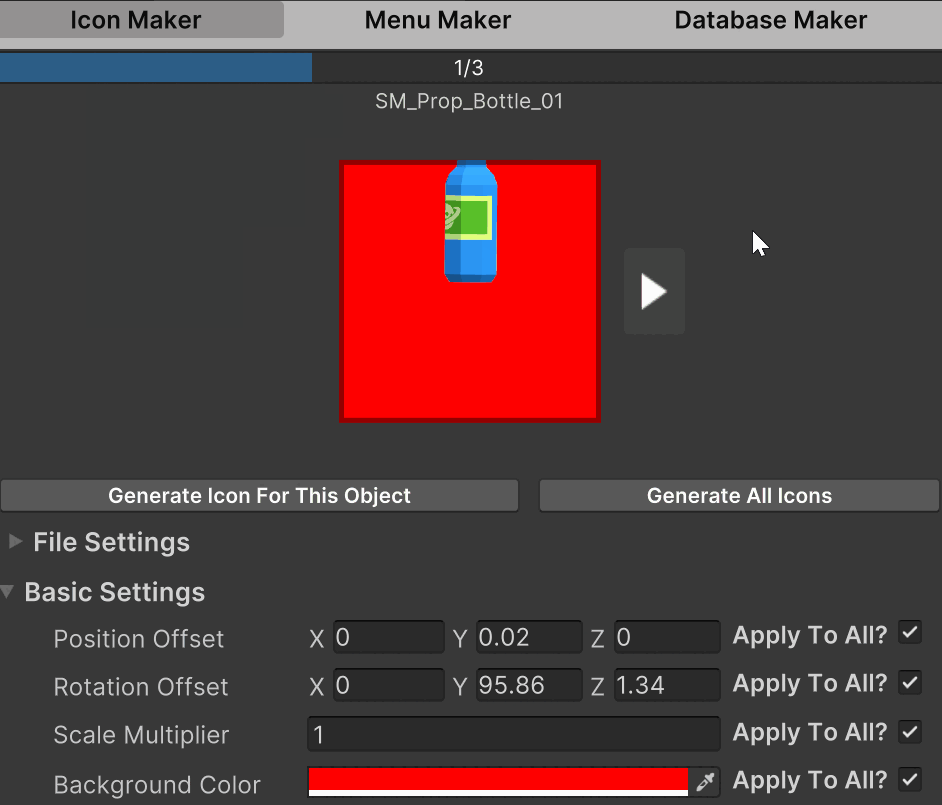 Icon Maker Menu Maker Database Maker
1/3
SM_Prop_Bottle_01
Generate Icon For This Object Generate All Icons
File Settings
Basic Settings
Position Offset X 0 Y 0.02 Z 0 Apply To All?
Rotation Offset X 0 Y 95.86 Z 1.34 Apply To All?
Scale Multiplier 1 Apply To All?
Background Color Apply To All?